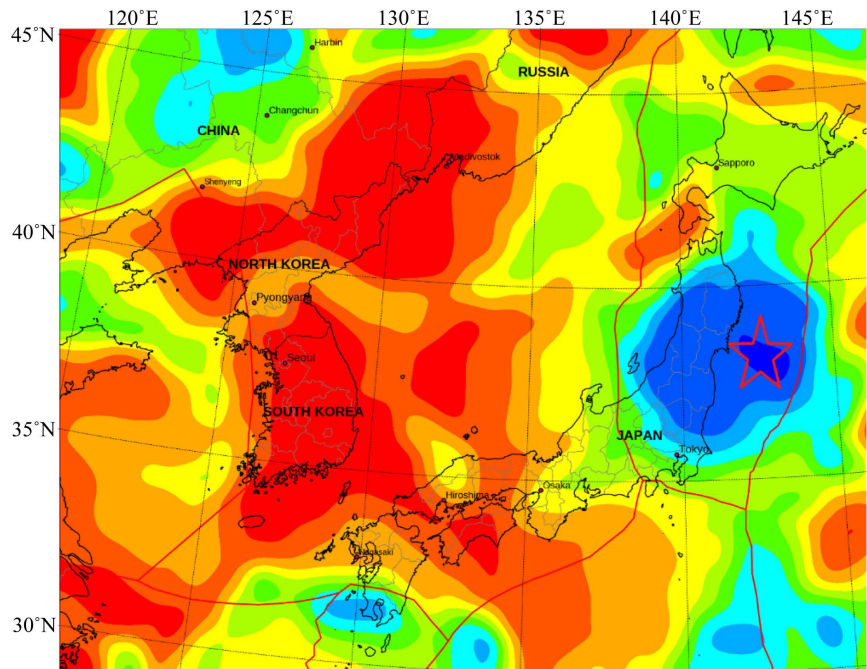 120°E 125°E 130°E 135°E 140°E 145°E
45°N
Harbin
RUSSIA
Changchun
CHINA
Vladivostok
Sapporo
Shenyeng
40°N
NORTH KOREA
Pyongyang
Seoul
35°N
SOUTH KOREA
JAPAN
Tokyo
Osaka
Hiroshima
Nagasaki
30°N